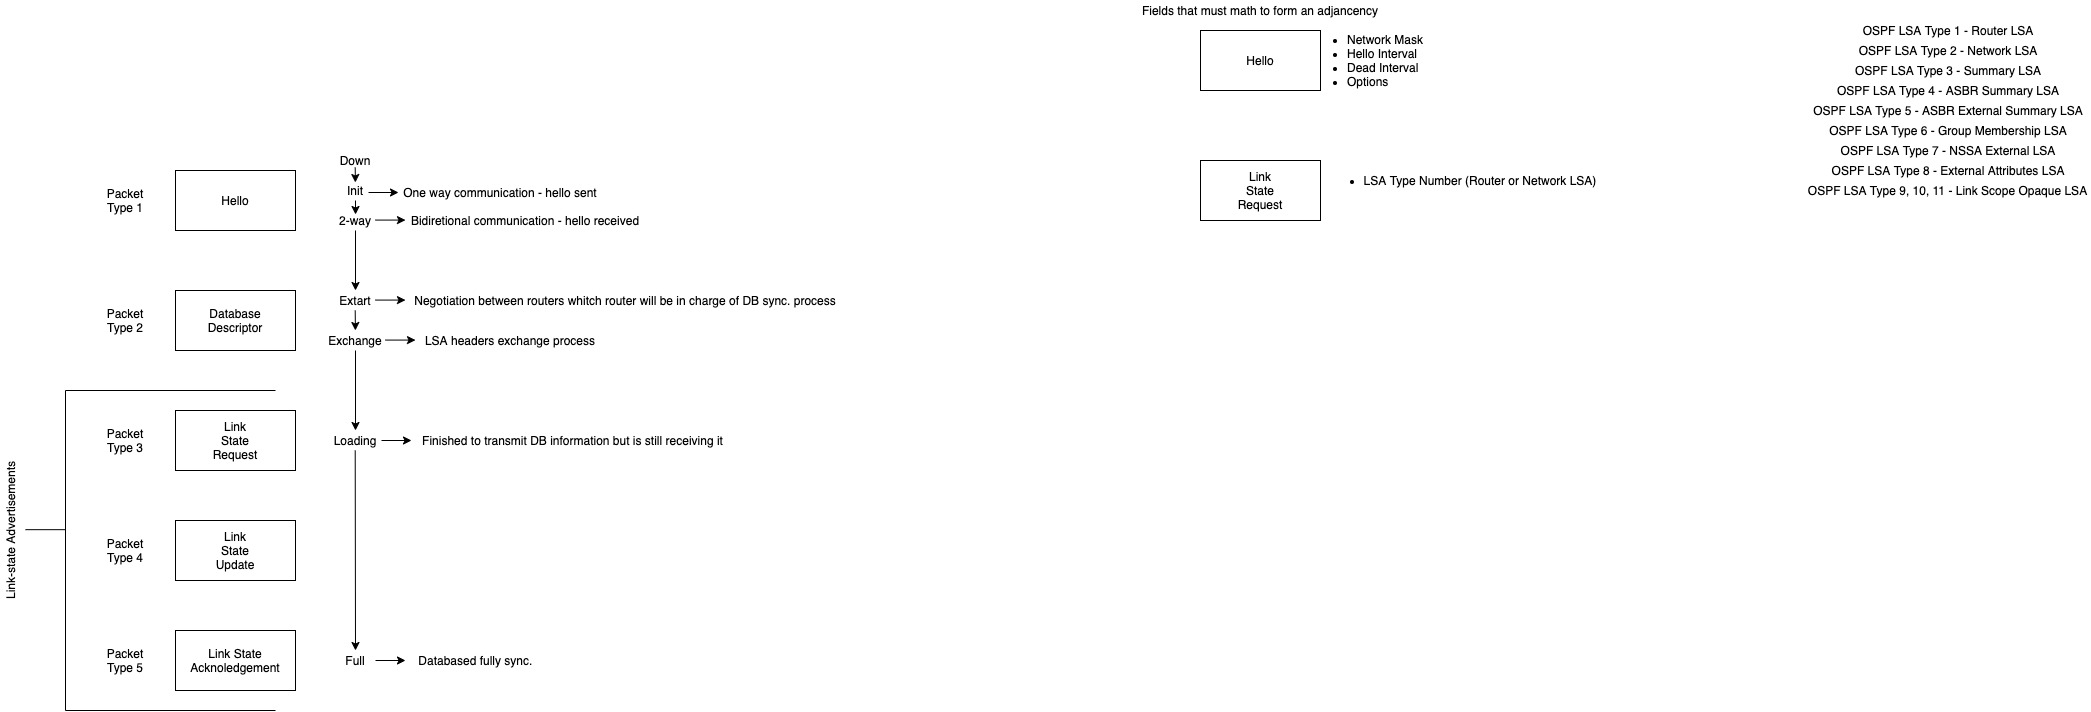 Fields that must math to form an adjancency
Hello
Network Mask
Hello Interval
Dead Interval
Options
Link
State
Request
LSA Type Number (Router or Network LSA)
OSPF LSA Type 1 - Router LSA
OSPF LSA Type 2 - Network LSA
OSPF LSA Type 3 - Summary LSA
OSPF LSA Type 4 - ASBR Summary LSA
OSPF LSA Type 5 - ASBR External Summary LSA
OSPF LSA Type 6 - Group Membership LSA
OSPF LSA Type 7 - NSSA External LSA
OSPF LSA Type 8 - External Attributes LSA
OSPF LSA Type 9, 10, 11 - Link Scope Opaque LSA
Packet
Type 1
Hello
Down
Init
One way communication - hello sent
2-way
Bidiretional communication - hello received
Packet
Type 2
Database
Descriptor
Extart
Negotiation between routers whitch router will be in charge of DB sync. process
Exchange
LSA headers exchange process
Link-state Advertisements
Packet
Type 3
Link
State
Request
Loading
Finished to transmit DB information but is still receiving it
Packet
Type 4
Link
State
Update
Packet
Type 5
Link State
Acknoledgement
Full
Databased fully sync.